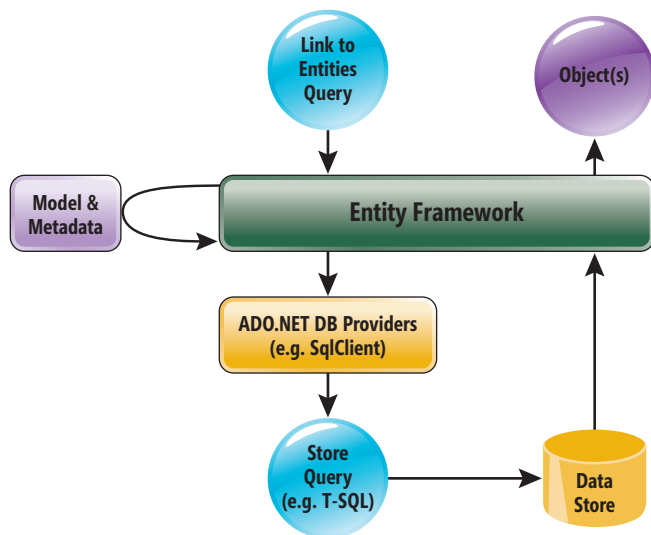 Link to
Entities
Query
Object(s)
Model &
Metadata
Entity Framework
ADO.NET DB Providers
(e.g. SqlClient)
Store
Query
(e.g. T-SQL)
Data
Store